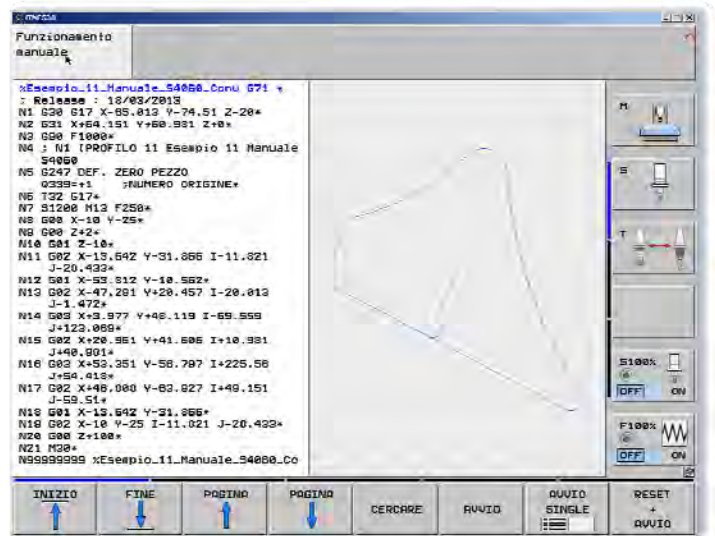 Funzionamento
manuale
%Esempio_11_Manuale_S4060_Conu G71 *
; Release : 18/03/2013
N1 G30 G17 X-65.013 Y-74.51 Z-20*
N2 G31 X+64.151 Y+60.931 Z+0*
N3 G90 F1000*
N4 ; N1 (PROFILO 11 Esempio 11 Manuale
S4060
N5 G247 DEF. ZERO PEZZO
Q339=+1 ;NUMERO ORIGINE*
N6 T32 G17*
N7 S1200 M13 F250*
N8 G00 X-10 Y-25*
N9 G00 Z+2*
N10 G01 Z-10*
N11 G02 X-13.642 Y-31.866 I-11.821
J-28.433*
N12 G01 X-53.812 Y-10.562*
N13 G02 X-47.281 Y+20.457 I-20.013
J-1.472*
N14 G03 X+3.977 Y+48.119 I-69.559
J+123.069*
N15 G02 X+20.951 Y+41.606 I+10.931
J+40.901*
N16 G03 X+53.351 Y-56.797 I+225.56
J+54.413*
N17 G02 X+48.000 Y-63.827 I+49.151
J-59.51*
N18 G01 X-13.642 Y-31.866*
N19 G02 X-10 Y-25 I-11.821 J-28.433*
N20 G00 Z+100*
N21 M30*
N99999999 %Esempio_11_Manuale_S4060_Co
M
S
T
S100%
OFF ON
F100%
OFF ON
INIZIO
FINE
PAGINA
PAGINA
CERCARE
AVVIO
AVVIO
SINGLE
RESET
+
AVVIO